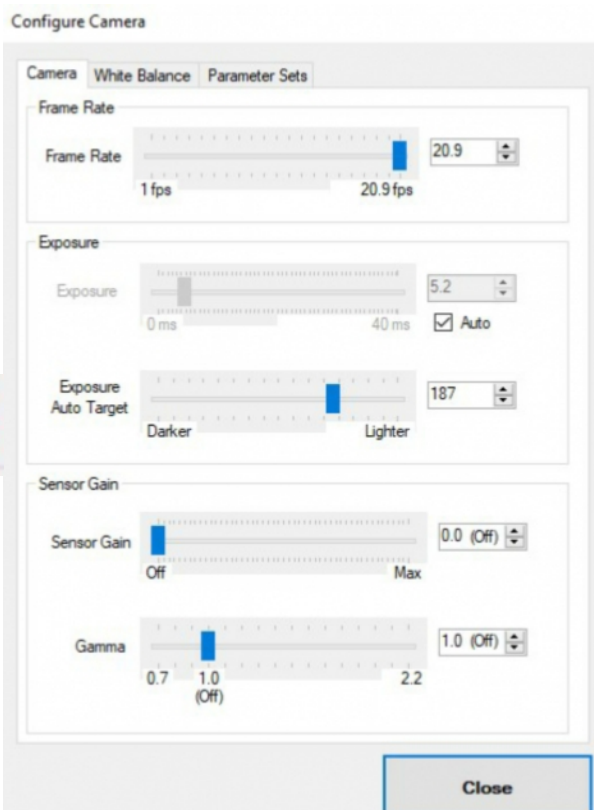 Configure Camera
Camera White Balance Parameter Sets
Frame Rate
Frame Rate 20.9
1 fps 20.9 fps
Exposure
Exposure 5.2
0 ms 40 ms Auto
Exposure
Auto Target 187
Darker Lighter
Sensor Gain
Sensor Gain 0.0 (Off)
Off Max
Gamma 1.0 (Off)
0.7 1.0 2.2
(Off)
Close